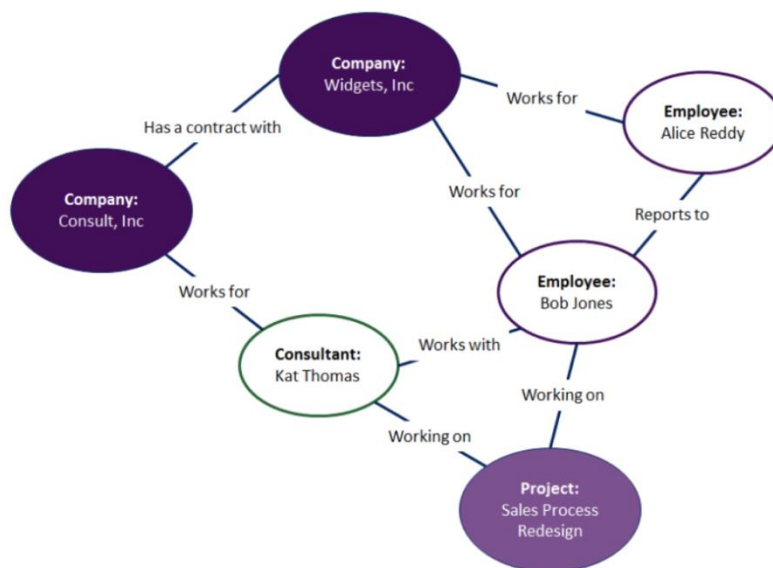 Company:
Widgets, Inc
Works for
Employee:
Alice Reddy
Has a contract with
Company:
Consult, Inc
Works for
Reports to
Employee:
Bob Jones
Works for
Consultant:
Kat Thomas
Works with
Working on
Working on
Project:
Sales Process
Redesign